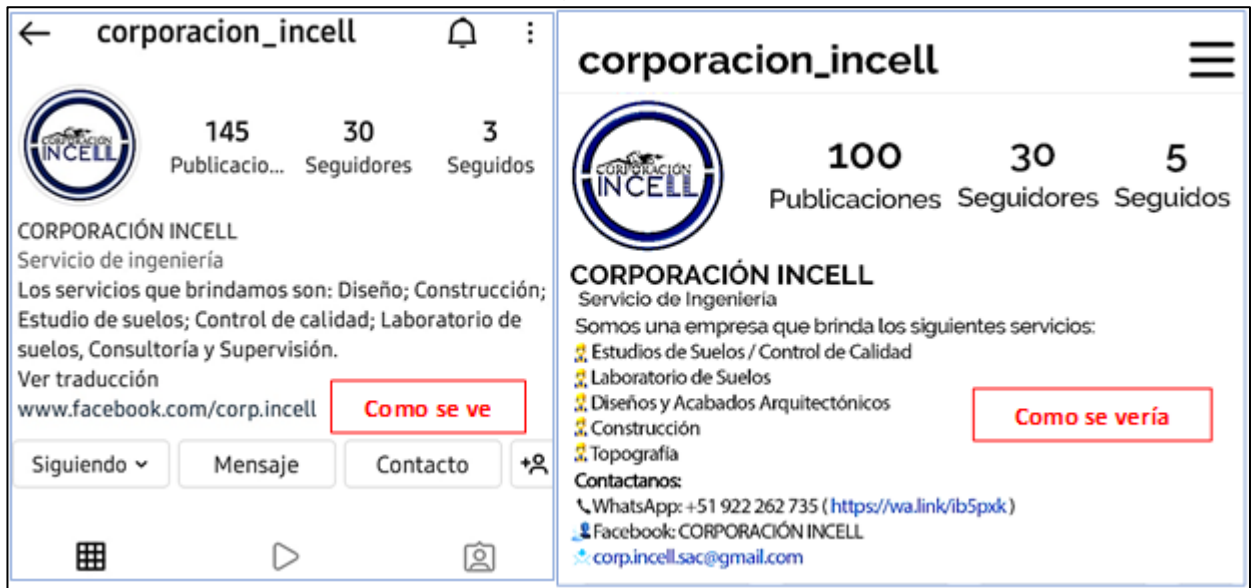 corporacion_incell
CORPORACIÓN
INCELL
145 30 3
Publicacio... Seguidores Seguidos
CORPORACIÓN INCELL
Servicio de ingeniería
Los servicios que brindamos son: Diseño; Construcción;
Estudio de suelos; Control de calidad; Laboratorio de
suelos, Consultoría y Supervisión.
Ver traducción
www.facebook.com/corp.incell
Como se ve
Siguiendo Mensaje Contacto
corporacion_incell
CORPORACIÓN
INCELL
100 30 5
Publicaciones Seguidores Seguidos
CORPORACIÓN INCELL
Servicio de Ingeniería
Somos una empresa que brinda los siguientes servicios:
Estudios de Suelos / Control de Calidad
Laboratorio de Suelos
Diseños y Acabados Arquitectónicos
Construcción
Topografía
Como se vería
Contactanos:
WhatsApp: +51 922 262 735 ( https://wa.link/ib5pxk )
Facebook: CORPORACIÓN INCELL
corp.incell.sac@gmail.com